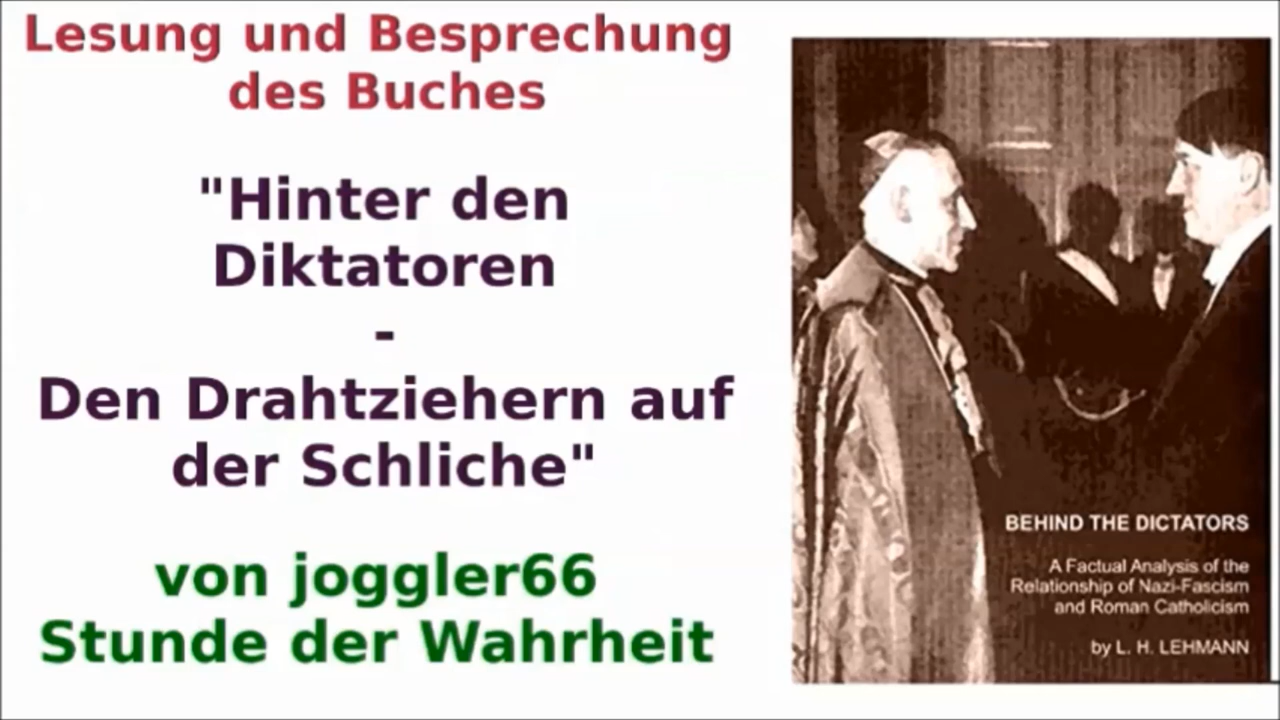 Lesung und Besprechung
des Buches
"Hinter den
Diktatoren
-
Den Drahtziehern auf
der Schliche"
von joggler66
Stunde der Wahrheit
BEHIND THE DICTATORS
A Factual Analysis of the
Relationship of Nazi-Fascism
and Roman Catholicism
by L. H. LEHMANN